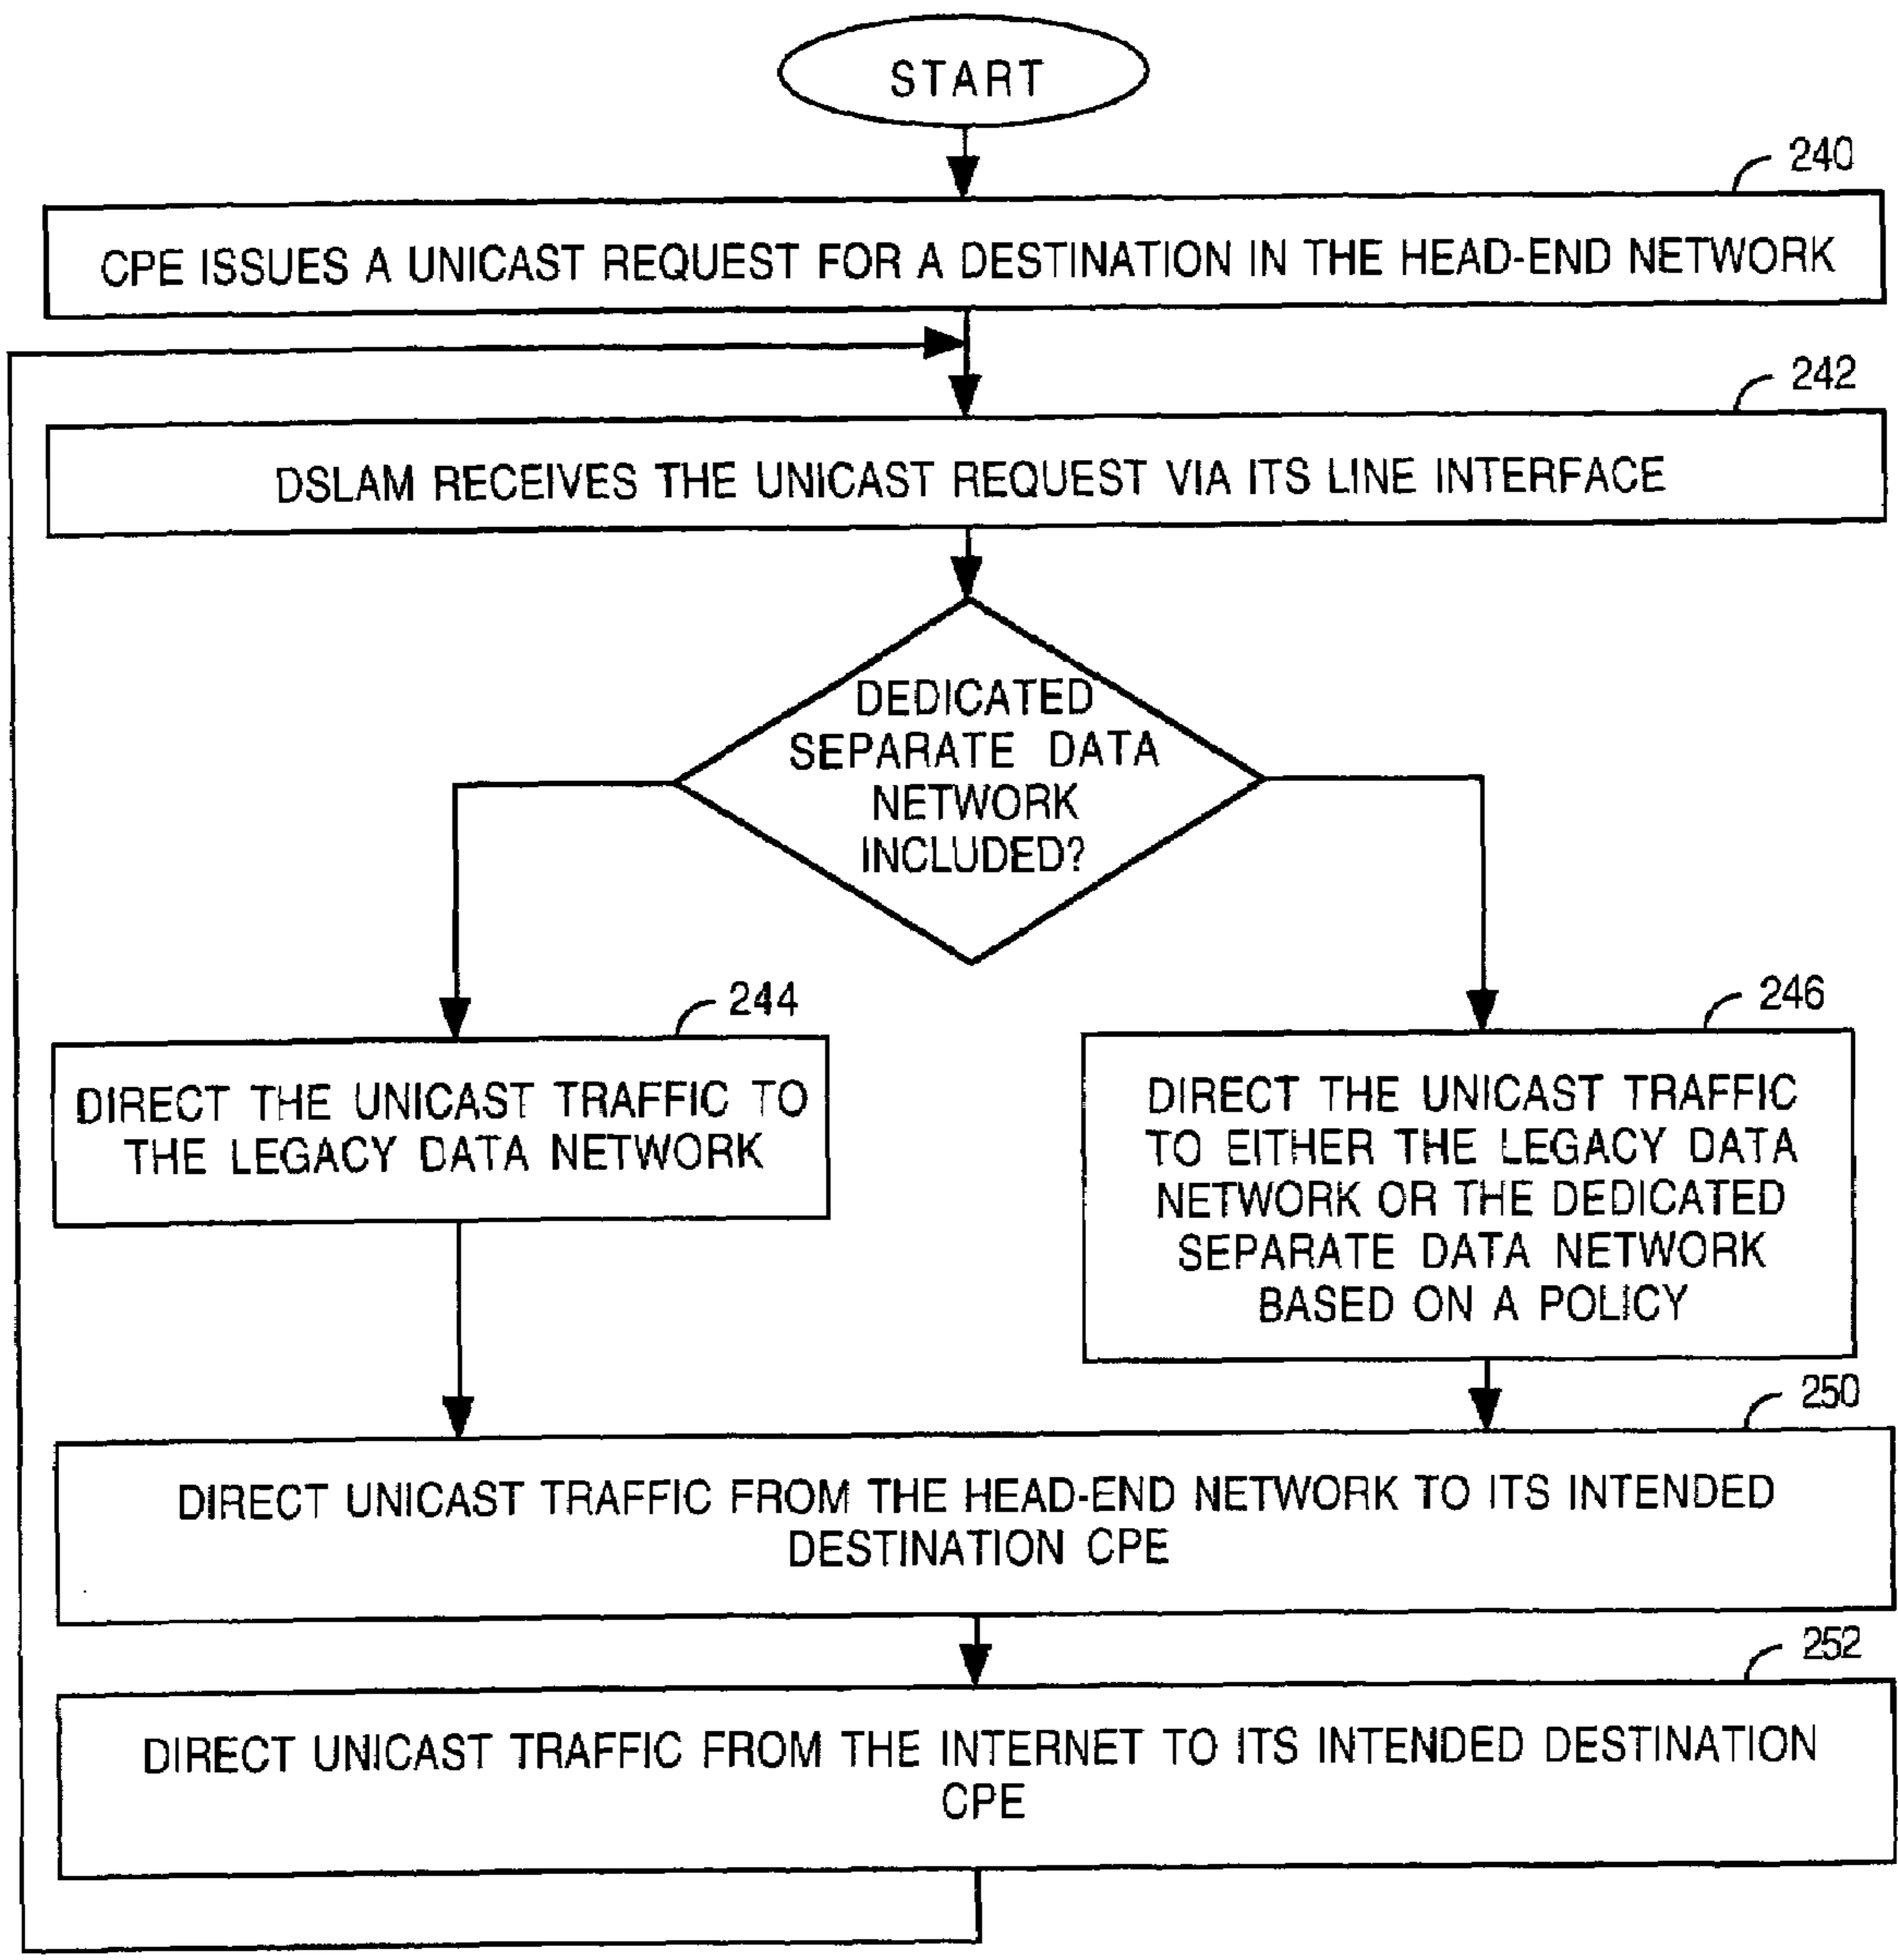 START
240
CPE ISSUES A UNICAST REQUEST FOR A DESTINATION IN THE HEAD-END NETWORK
242
DSLAM RECEIVES THE UNICAST REQUEST VIA ITS LINE INTERFACE
DEDICATED
SEPARATE DATA
NETWORK
INCLUDED?
244
DIRECT THE UNICAST TRAFFIC TO
THE LEGACY DATA NETWORK
246
DIRECT THE UNICAST TRAFFIC
TO EITHER THE LEGACY DATA
NETWORK OR THE DEDICATED
SEPARATE DATA NETWORK
BASED ON A POLICY
250
DIRECT UNICAST TRAFFIC FROM THE HEAD-END NETWORK TO ITS INTENDED
DESTINATION CPE
252
DIRECT UNICAST TRAFFIC FROM THE INTERNET TO ITS INTENDED DESTINATION
CPE